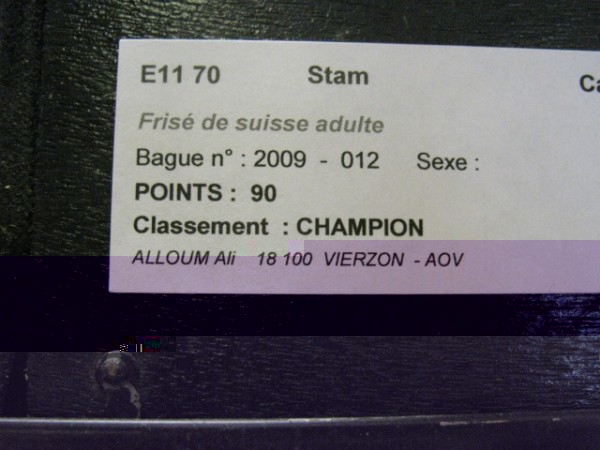 E11 70 Stam Ca
Frisé de suisse adulte
Bague n° : 2009 - 012 Sexe :
POINTS : 90
Classement : CHAMPION
ALLOUM Ali 18 100 VIERZON - AOV